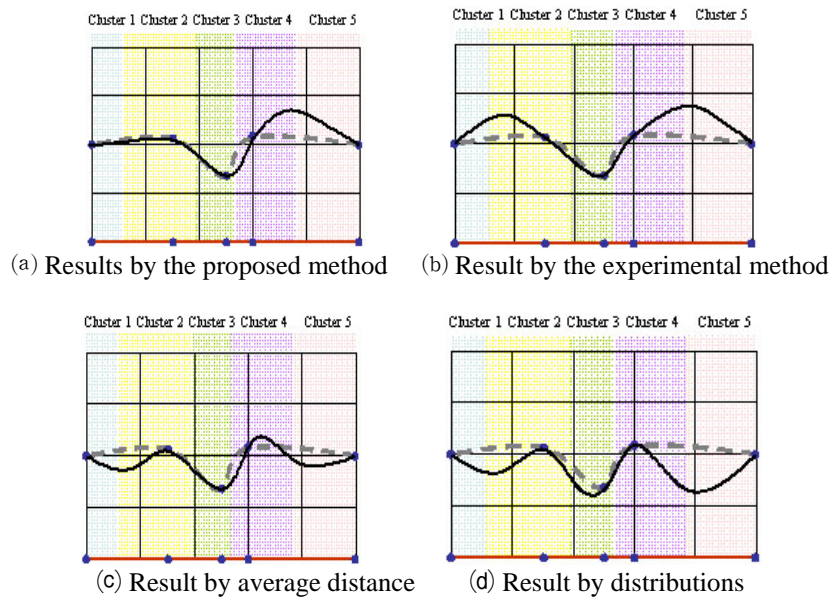 Cluster 1 Cluster 2 Cluster 3 Cluster 4 Cluster 5
Cluster 1 Cluster 2 Cluster 3 Cluster 4 Cluster 5
(a) Results by the proposed method
(b) Result by the experimental method
Cluster 1 Cluster 2 Cluster 3 Cluster 4 Cluster 5
Cluster 1 Cluster 2 Cluster 3 Cluster 4 Cluster 5
(c) Result by average distance
(d) Result by distributions